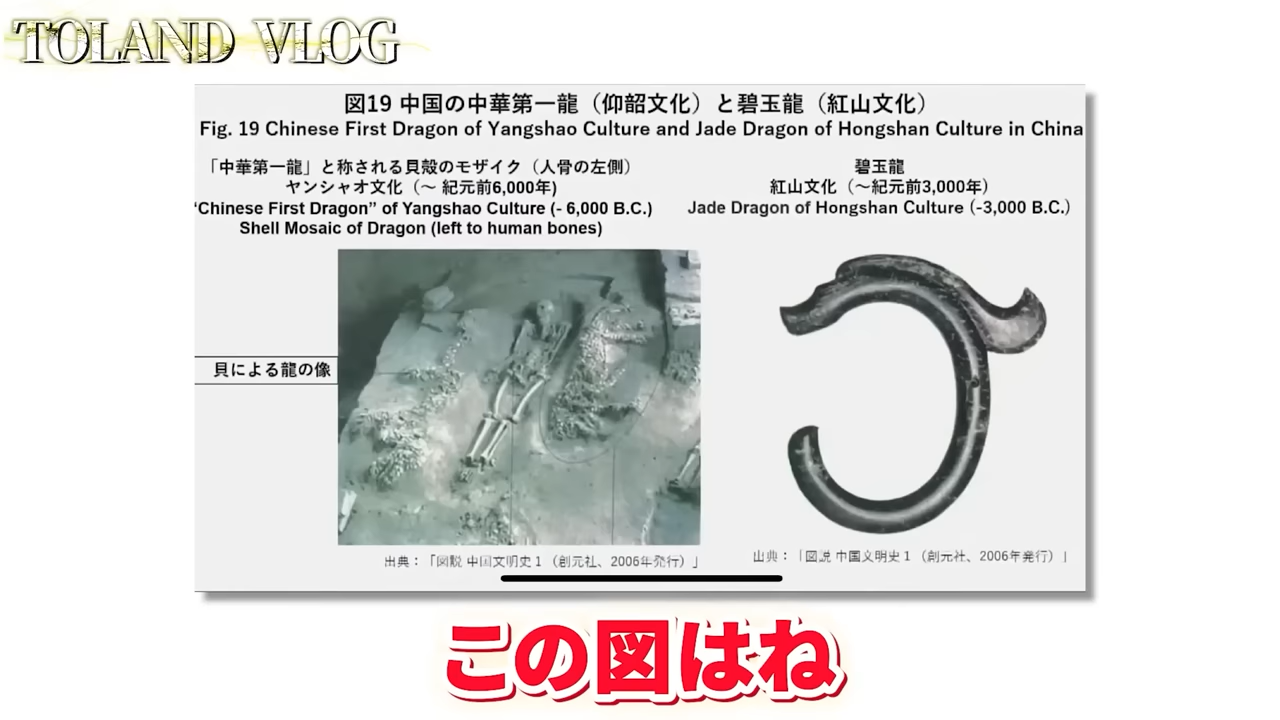 TOLAND VLOG
図19 中国の中華第一龍（仰韶文化）と碧玉龍（紅山文化）
Fig. 19 Chinese First Dragon of Yangshao Culture and Jade Dragon of Hongshan Culture in China
「中華第一龍」と称される貝殻のモザイク（人骨の左側）
ヤンシャオ文化（～ 紀元前6,000年)
“Chinese First Dragon” of Yangshao Culture (- 6,000 B.C.)
Shell Mosaic of Dragon (left to human bones)
碧玉龍
紅山文化（～紀元前3,000年）
Jade Dragon of Hongshan Culture (-3,000 B.C.)
貝による龍の像
出典：「図説 中国文明史１（創元社、2006年発行）」
出典：「図説 中国文明史１（創元社、2006年発行）」
この図はね